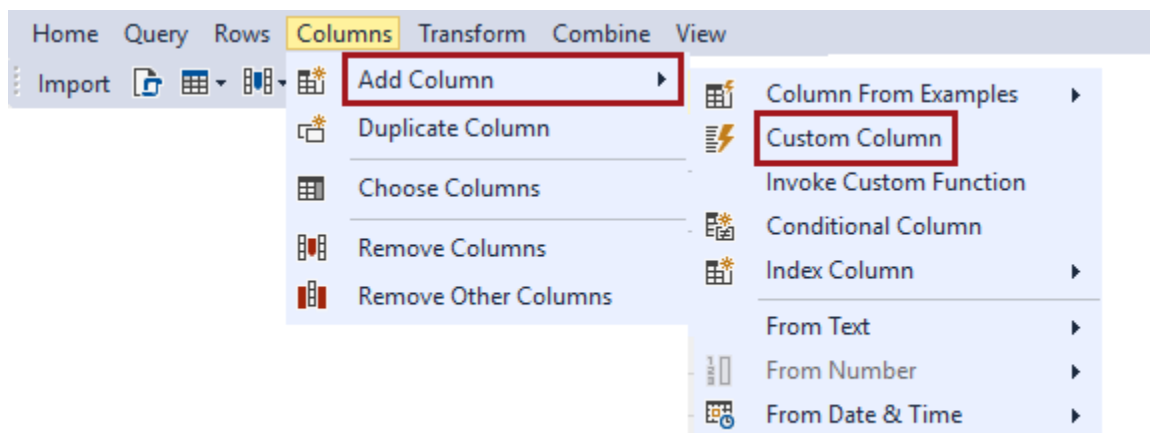 Home Query Rows Columns Transform Combine View
Import
Add Column
Duplicate Column
Choose Columns
Remove Columns
Remove Other Columns
Column From Examples
Custom Column
Invoke Custom Function
Conditional Column
Index Column
From Text
From Number
From Date & Time